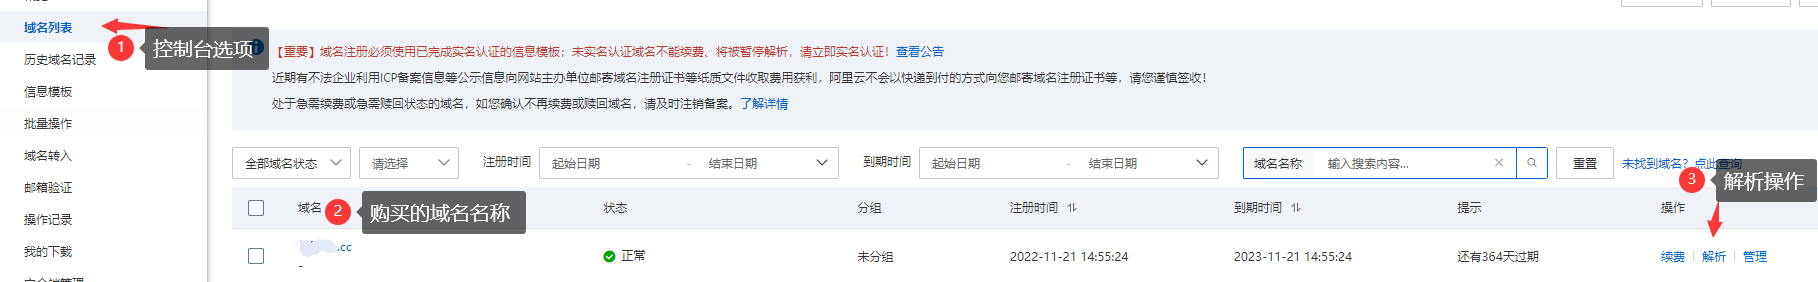 域名列表
历史域名记录
信息模板
批量操作
域名转入
邮箱验证
操作记录
我的下载
1 控制台选项
【重要】域名注册必须使用已完成实名认证的信息模板；未实名认证域名不能续费、将被暂停解析，请立即实名认证！查看公告
近期有不法企业利用ICP备案信息等公示信息向网站主办单位邮寄域名注册证书等纸质文件收取费用获利，阿里云不会以快递到付的方式向您邮寄域名注册证书等，请您谨慎签收！
处于急需续费或急需赎回状态的域名，如您确认不再续费或赎回域名，请及时注销备案。了解详情
全部域名状态 请选择 注册时间 起始日期 - 结束日期 到期时间 起始日期 - 结束日期 域名名称 输入搜索内容... 重置 未找到域名？点此查询
3 解析操作
域名 2 购买的域名名称 状态 分组 注册时间 到期时间 提示 操作
.cc 正常 未分组 2022-11-21 14:55:24 2023-11-21 14:55:24 还有364天过期 续费 解析 管理
-